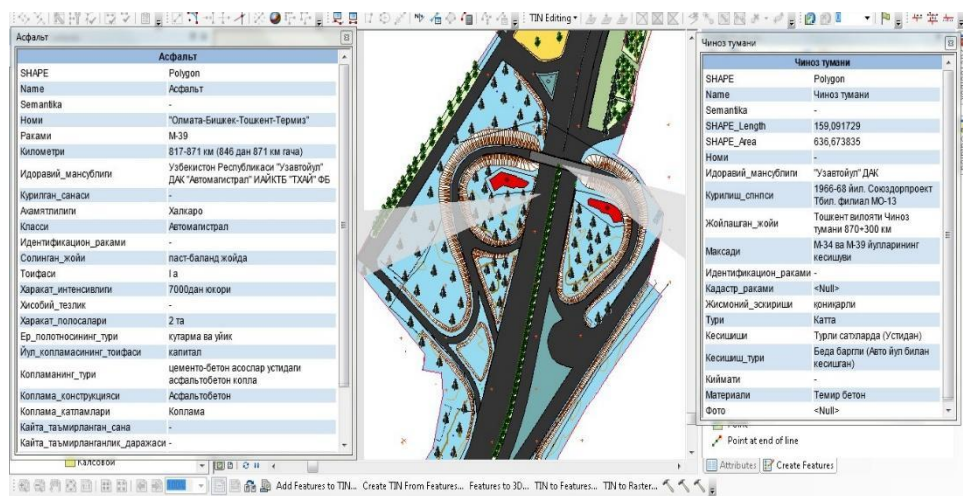 TIN Editing
Асфальт
Асфальт
SHAPE Polygon
Name Асфальт
Semantika -
Номи "Олмата-Бишкек-Тошкент-Термиз"
Раками М-39
Километри 817-871 км (846 дан 871 км гача)
Идоравий_мансублиги Узбекистон Республикаси "Узавтойул"
ДАК "Автомагистрал" ИАЙКТБ "ТХАЙ" ФБ
Курилган_санаси -
Ахамятлилиги Халкаро
Класси Автомагистрал
Идентификацион_раками -
Солинган_жойи паст-баланд жойда
Тоифаси I а
Харакат_интенсивлиги 7000дан юкори
Хисобий_тезлик -
Харакат_полосалари 2 та
Ер_полотносининг_тури кутарма ва уйик
Йул_копламасининг_тоифаси капитал
Копламанинг_тури цементо-бетон асослар устидаги
асфальтобетон копла
Коплама_конструкцияси Асфальтобетон
Коплама_катламлари Коплама
Кайта_таъмирланган_сана -
Кайта_таъмирланганлик_даражаси -
Чиноз тумани
Чиноз тумани
SHAPE Polygon
Name Чиноз тумани
Semantika -
SHAPE_Length 159,091729
SHAPE_Area 636,673835
Номи -
Идоравий_мансублиги "Узавтойул" ДАК
Курилиш_спнпси 1966-68 йил. Союздорпроект
Тбил. филиал МО-13
Жойлашган_жойи Тошкент вилояти Чиноз
тумани 870+300 км
Максади М-34 ва М-39 йулларининг
кесишуви
Идентификацион_раками -
Кадастр_раками <Null>
Жисмоний_эскириши қониқарли
Тури Катта
Кесишиши Турли сатхларда (Устидан)
Кесишиш_тури Беда баргли (Авто йул билан
кесишган)
Киймати -
Материали Темир бетон
Фото <Null>
Point at end of line
Калсовой
Attributes Create Features
Add Features to TIN... Create TIN From Features... Features to 3D... TIN to Features... TIN to Raster...